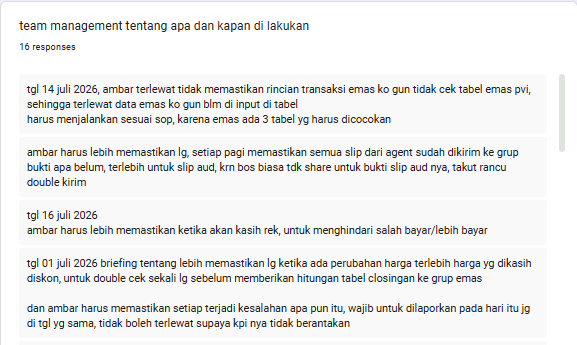 team management tentang apa dan kapan di lakukan
16 responses
tgl 14 juli 2026, ambar terlewat tidak memastikan rincian transaksi emas ko gun tidak cek tabel emas pvi,
sehingga terlewat data emas ko gun blm di input di tabel
harus menjalankan sesuai sop, karena emas ada 3 tabel yg harus dicocokan
ambar harus lebih memastikan lg, setiap pagi memastikan semua slip dari agent sudah dikirim ke grup
bukti apa belum, terlebih untuk slip aud, krn bos biasa tdk share untuk bukti slip aud nya, takut rancu
double kirim
tgl 16 juli 2026
ambar harus lebih memastikan ketika akan kasih rek, untuk menghindari salah bayar/lebih bayar
tgl 01 juli 2026 briefing tentang lebih memastikan lg ketika ada perubahan harga terlebih harga yg dikasih
diskon, untuk double cek sekali lg sebelum memberikan hitungan tabel closingan ke grup emas
dan ambar harus memastikan setiap terjadi kesalahan apa pun itu, wajib untuk dilaporkan pada hari itu jg
di tgl yg sama, tidak boleh terlewat supaya kpi nya tidak berantakan